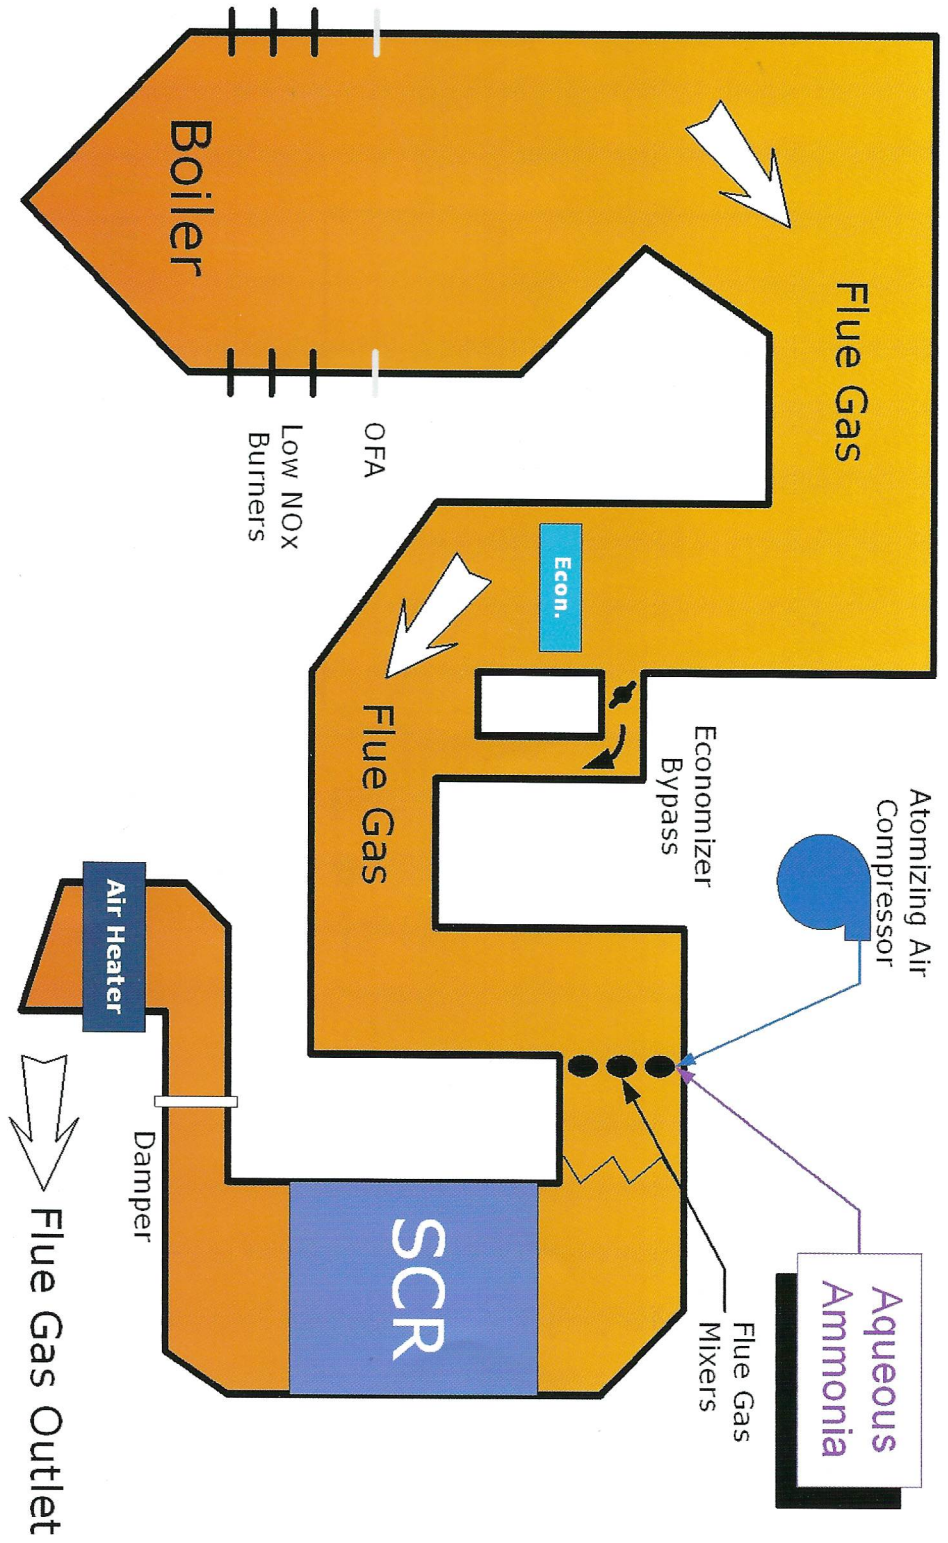 Atomizing Air
Compressor
Aqueous
Ammonia
Flue Gas
Economizer
Bypass
Flue Gas
Mixers
Econ.
SCR
Flue Gas
OFA
Low NOx
Burners
Boiler
Air Heater
Damper
Flue Gas Outlet